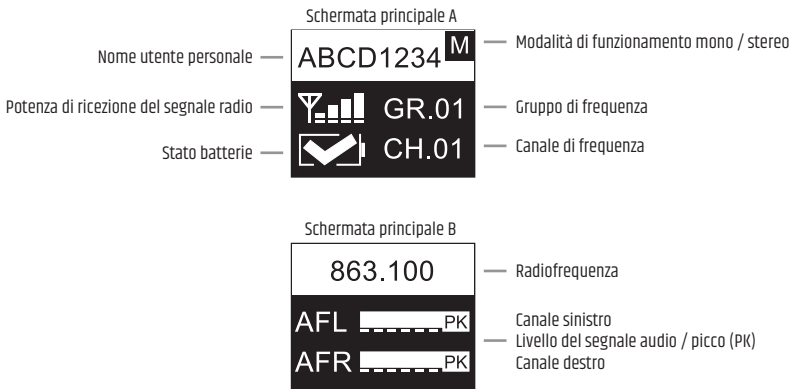 Schermata principale A
Nome utente personale
ABCD1234 M
Modalità di funzionamento mono / stereo
Potenza di ricezione del segnale radio
GR.01
Gruppo di frequenza
Stato batterie
CH.01
Canale di frequenza
Schermata principale B
863.100
Radiofrequenza
AFL PK
Canale sinistro
Livello del segnale audio / picco (PK)
AFR PK
Canale destro